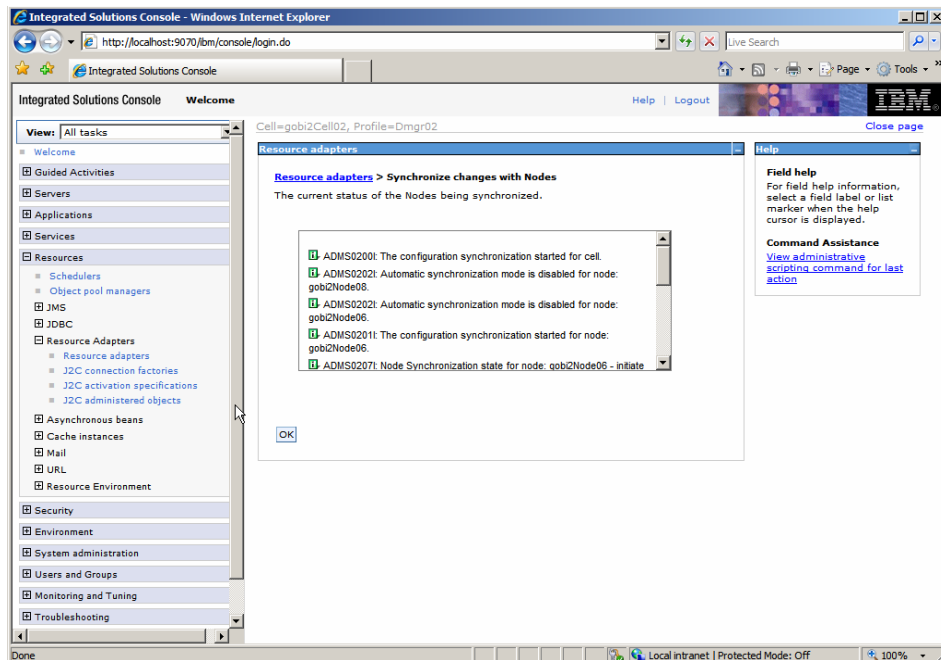 Integrated Solutions Console - Windows Internet Explorer
http://localhost:9070/ibm/console/login.do
Live Search
Integrated Solutions Console
Page
Tools
Integrated Solutions Console Welcome
Help | Logout
IBM.
View: All tasks
Welcome
Guided Activities
Servers
Applications
Services
Resources
Schedulers
Object pool managers
JMS
JDBC
Resource Adapters
Resource adapters
J2C connection factories
J2C activation specifications
J2C administered objects
Asynchronous beans
Cache instances
Mail
URL
Resource Environment
Security
Environment
System administration
Users and Groups
Monitoring and Tuning
Troubleshooting
Cell=gobi2Cell02, Profile=Dmgr02
Close page
Resource adapters
Resource adapters > Synchronize changes with Nodes
The current status of the Nodes being synchronized.
ADMS0200I: The configuration synchronization started for cell.
ADMS0202I: Automatic synchronization mode is disabled for node:
gobi2Node08.
ADMS0202I: Automatic synchronization mode is disabled for node:
gobi2Node06.
ADMS0201I: The configuration synchronization started for node:
gobi2Node06.
ADMS0207I: Node Synchronization state for node: gobi2Node06 - initiate
OK
Help
Field help
For field help information,
select a field label or list
marker when the help
cursor is displayed.
Command Assistance
View administrative
scripting command for last
action
Done
Local intranet | Protected Mode: Off
100%